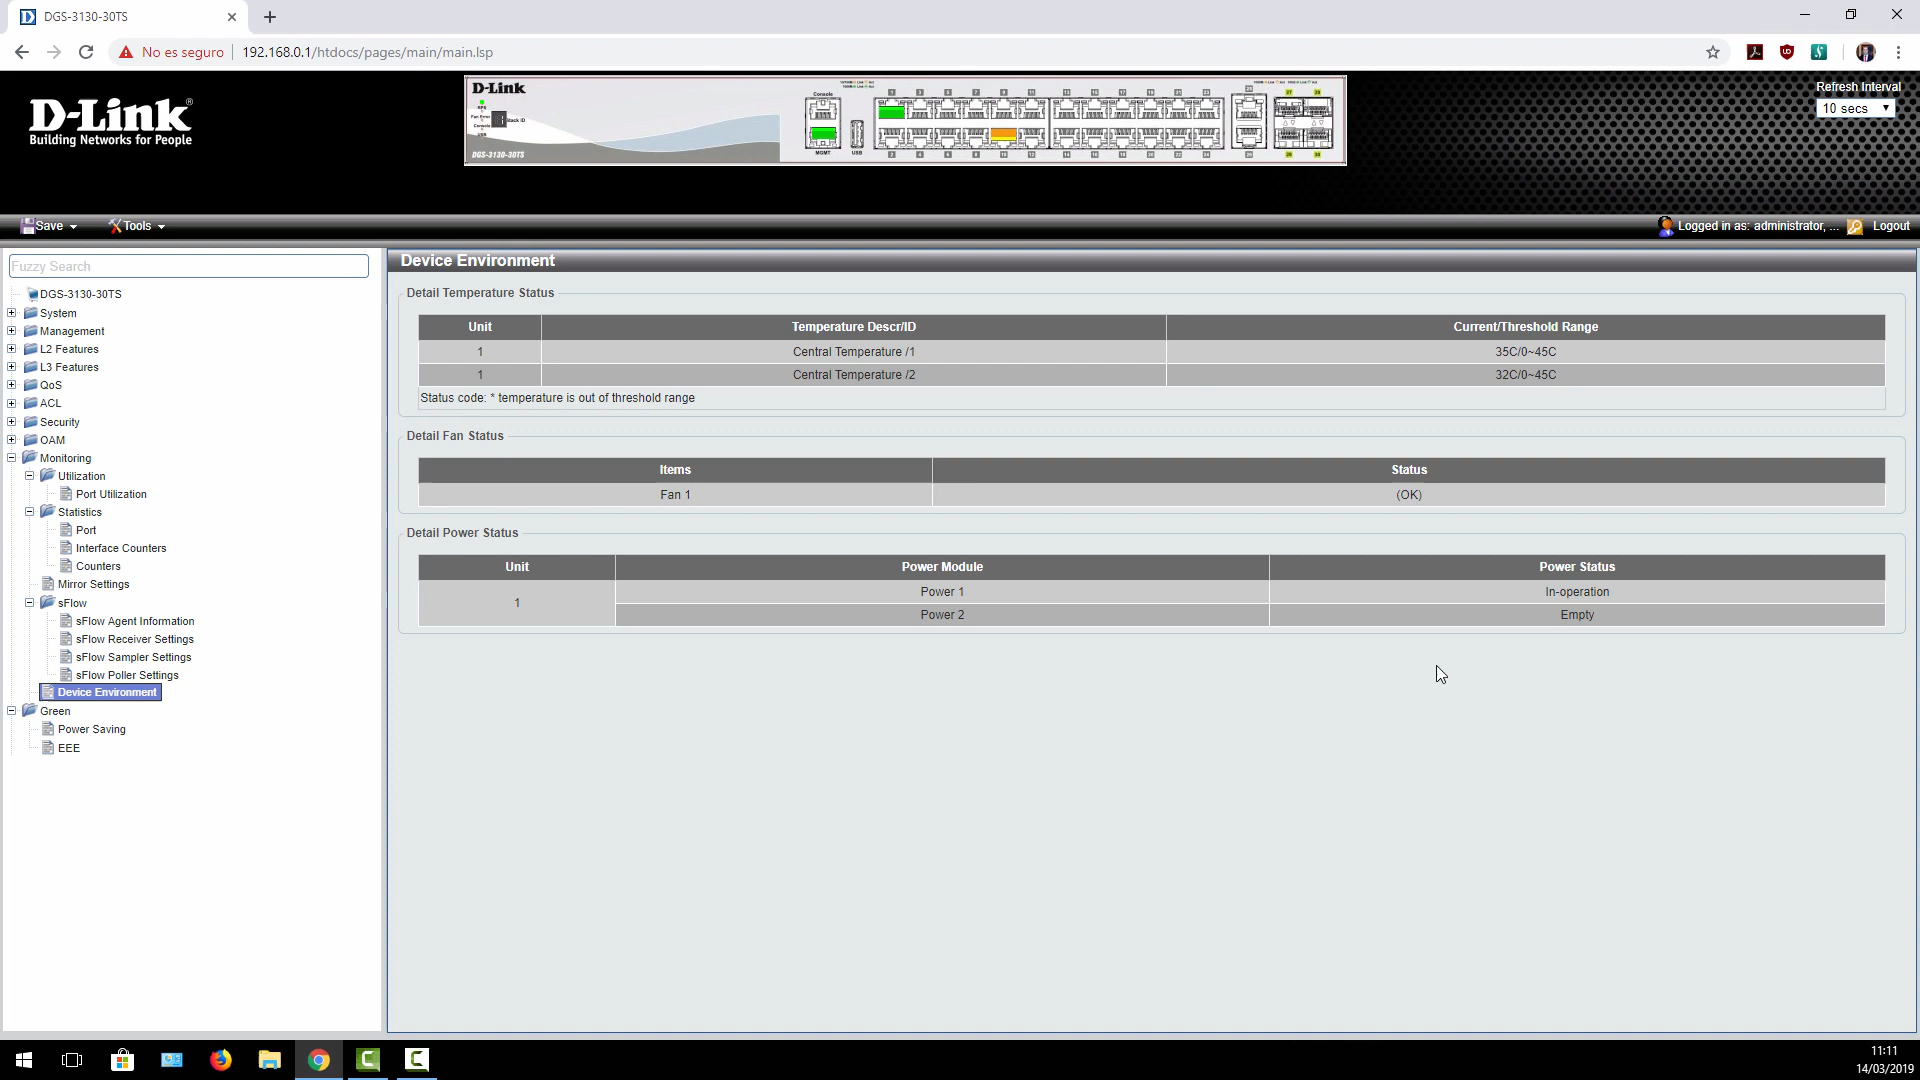 DGS-3130-30TS
No es seguro
192.168.0.1/htdocs/pages/main/main.lsp
D-Link
Building Networks for People
D-Link
Console
MGMT
USB
DGS-3130-30TS
Refresh Interval
10 secs
Save
Tools
Logged in as: administrator, ...
Logout
Fuzzy Search
DGS-3130-30TS
System
Management
L2 Features
L3 Features
QoS
ACL
Security
OAM
Monitoring
Utilization
Port Utilization
Statistics
Port
Interface Counters
Counters
Mirror Settings
sFlow
sFlow Agent Information
sFlow Receiver Settings
sFlow Sampler Settings
sFlow Poller Settings
Device Environment
Green
Power Saving
EEE
Device Environment
Detail Temperature Status
Unit Temperature Descr/ID Current/Threshold Range
1 Central Temperature /1 35C/0~45C
1 Central Temperature /2 32C/0~45C
Status code: * temperature is out of threshold range
Detail Fan Status
Items Status
Fan 1 (OK)
Detail Power Status
Unit Power Module Power Status
1 Power 1 In-operation
Power 2 Empty
11:11
14/03/2019